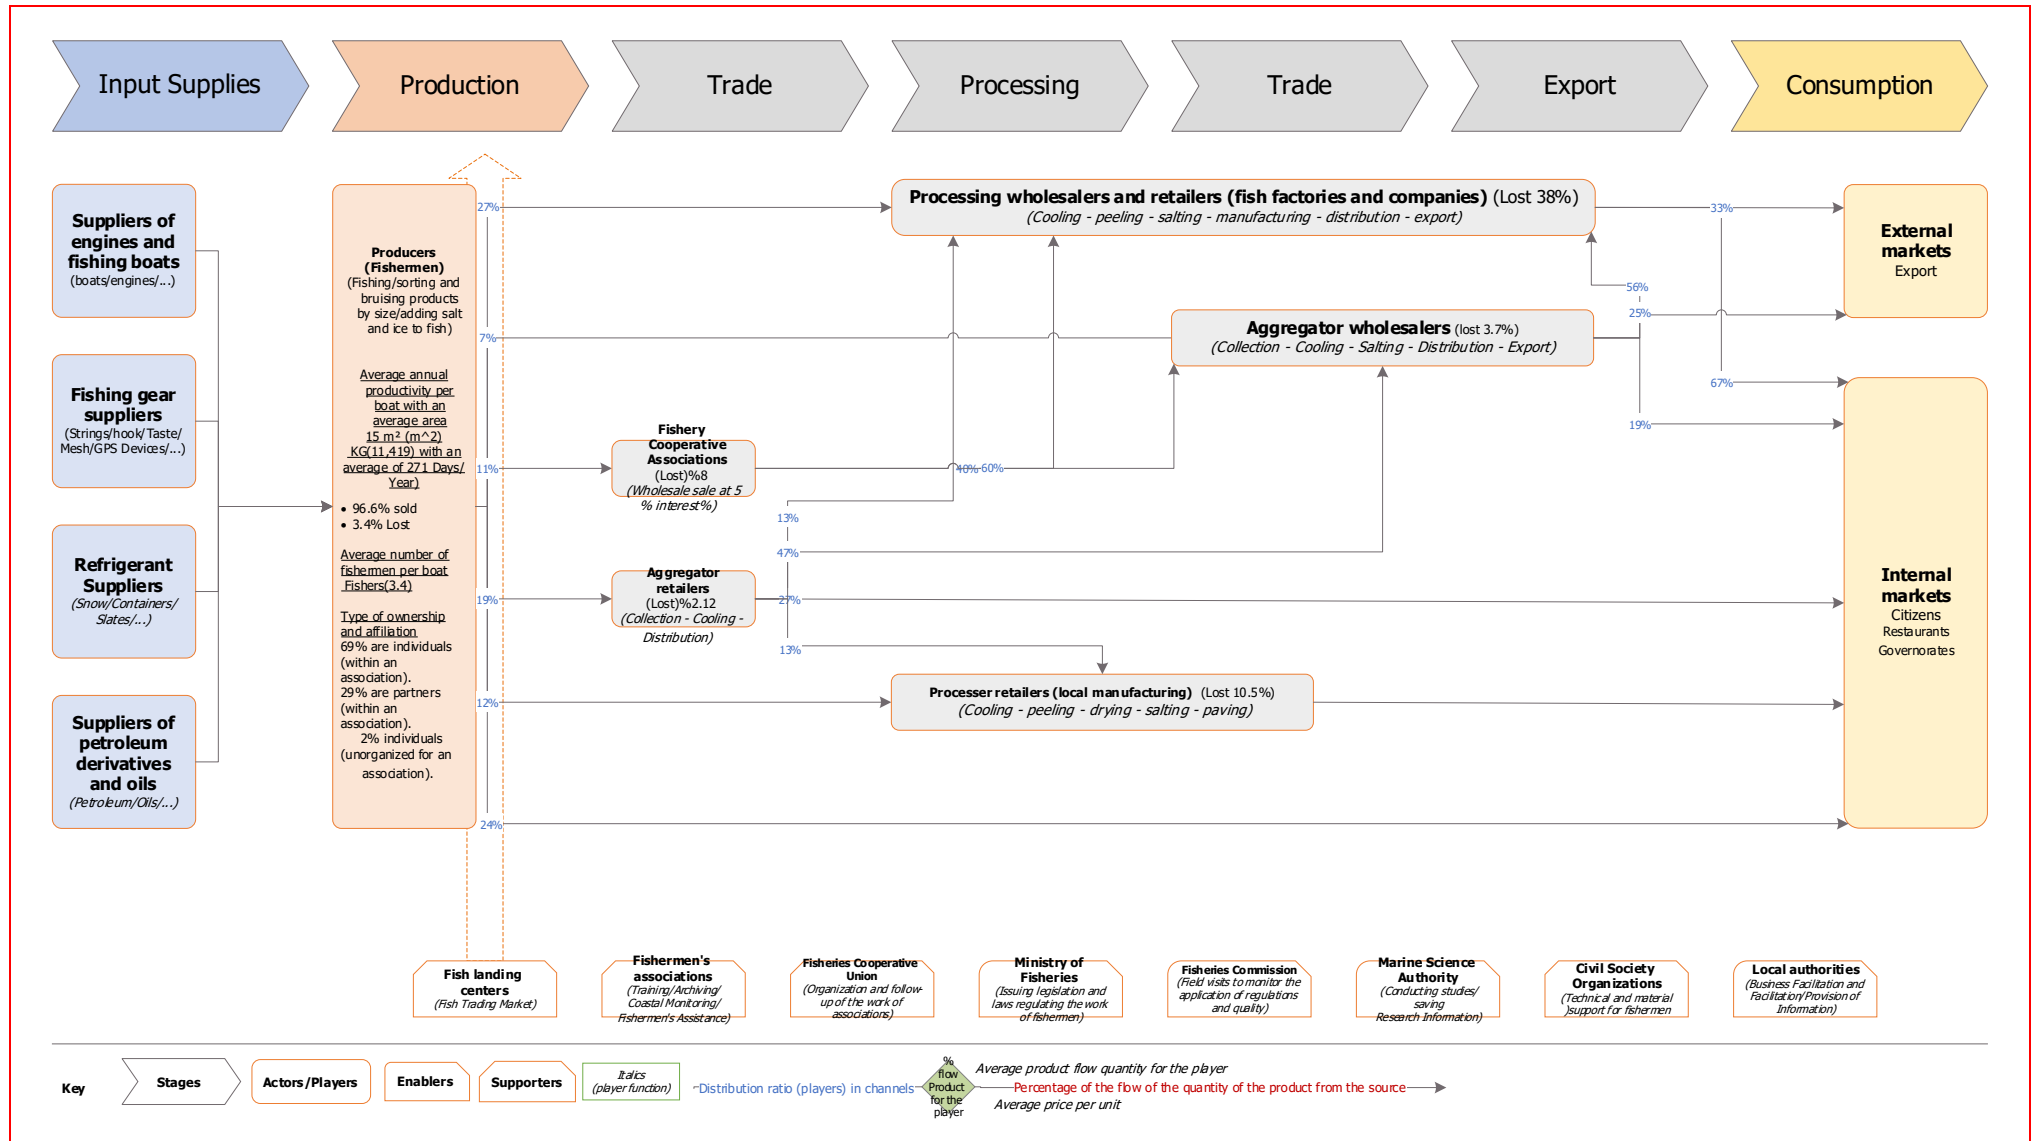 Input Supplies
Production
Trade
Processing
Trade
Export
Consumption
Suppliers of
engines and
fishing boats
(boats/engines/...)
Fishing gear
suppliers
(Strings/hook/Taste/
Mesh/GPS Devices/...)
Refrigerant
Suppliers
(Snow/Containers/
Slates/...)
Suppliers of
petroleum
derivatives
and oils
(Petroleum/Oils/...)
Producers
(Fishermen)
(Fishing/sorting and
bruising products
by size/adding salt
and ice to fish)
Average annual
productivity per
boat with an
average area
15 m² (m^2)
KG(11,419) with an
average of 271 Days/
Year)
• 96.6% sold
• 3.4% Lost
Average number of
fishermen per boat
Fishers(3.4)
Type of ownership
and affiliation
69% are individuals
(within an
association).
29% are partners
(within an
association).
2% individuals
(unorganized for an
association).
27%
7%
11%
19%
12%
24%
Fishery
Cooperative
Associations
(Lost)%8
(Wholesale sale at 5
% interest%)
Aggregator
retailers
(Lost)%2.12
(Collection - Cooling -
Distribution)
40%
60%
13%
47%
27%
13%
Processing wholesalers and retailers (fish factories and companies) (Lost 38%)
(Cooling - peeling - salting - manufacturing - distribution - export)
Aggregator wholesalers (lost 3.7%)
(Collection - Cooling - Salting - Distribution - Export)
Processer retailers (local manufacturing) (Lost 10.5%)
(Cooling - peeling - drying - salting - paving)
33%
56%
25%
67%
19%
External
markets
Export
Internal
markets
Citizens
Restaurants
Governorates
Fish landing
centers
(Fish Trading Market)
Fishermen's
associations
(Training/Archiving/
Coastal Monitoring/
Fishermen's Assistance)
Fisheries Cooperative
Union
(Organization and follow-
up of the work of
associations)
Ministry of
Fisheries
(Issuing legislation and
laws regulating the work
of fishermen)
Fisheries Commission
(Field visits to monitor the
application of regulations
and quality)
Marine Science
Authority
(Conducting studies/
saving
Research Information)
Civil Society
Organizations
(Technical and material
)support for fishermen
Local authorities
(Business Facilitation and
Facilitation/Provision of
Information)
Key
Stages
Actors/Players
Enablers
Supporters
Italics
(player function)
Distribution ratio (players) in channels
%
flow
Product
for the
player
Average product flow quantity for the player
Percentage of the flow of the quantity of the product from the source
Average price per unit